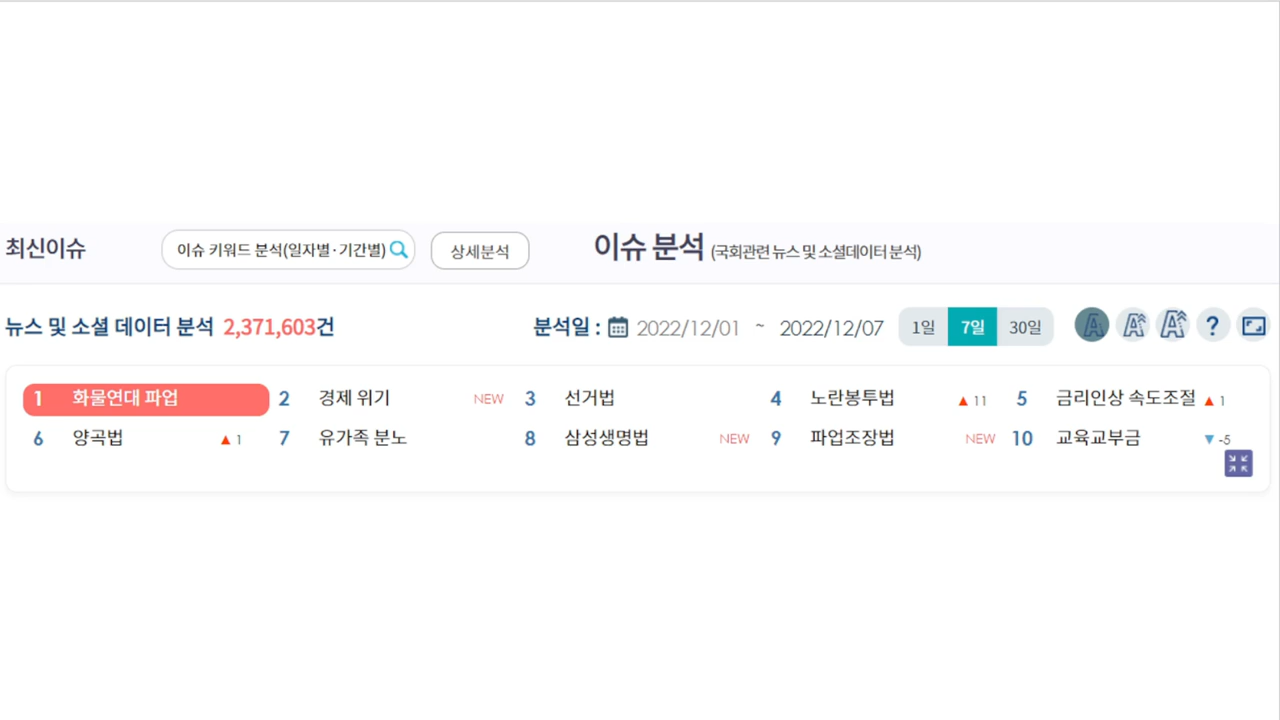 최신이슈 이슈 키워드 분석(일자별·기간별) 상세분석 이슈 분석 (국회관련 뉴스 및 소셜데이터 분석)
뉴스 및 소셜 데이터 분석 2,371,603건 분석일 : 2022/12/01 ~ 2022/12/07 1일 7일 30일 A A A ?
1 화물연대 파업 2 경제 위기 NEW 3 선거법 4 노란봉투법 ▲ 11 5 금리인상 속도조절 ▲ 1
6 양곡법 ▲ 1 7 유가족 분노 8 삼성생명법 NEW 9 파업조장법 NEW 10 교육교부금 ▼ -5